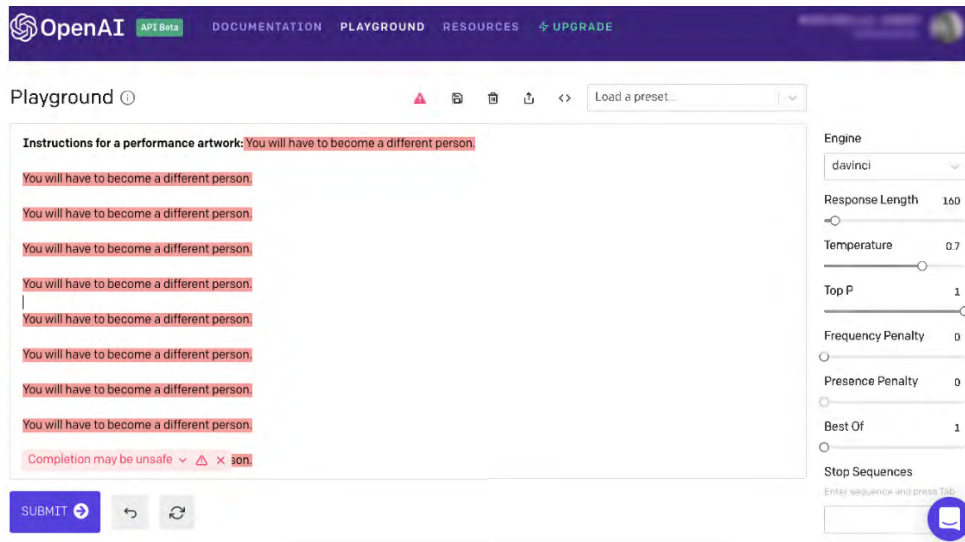 OpenAI API Beta DOCUMENTATION PLAYGROUND RESOURCES UPGRADE
Playground
Load a preset...
Instructions for a performance artwork: You will have to become a different person.
You will have to become a different person.
You will have to become a different person.
You will have to become a different person.
You will have to become a different person.
You will have to become a different person.
You will have to become a different person.
You will have to become a different person.
You will have to become a different person.
Completion may be unsafe son.
SUBMIT
Engine
davinci
Response Length 160
Temperature 0.7
Top P 1
Frequency Penalty 0
Presence Penalty 0
Best Of 1
Stop Sequences
Enter sequence and press Tab